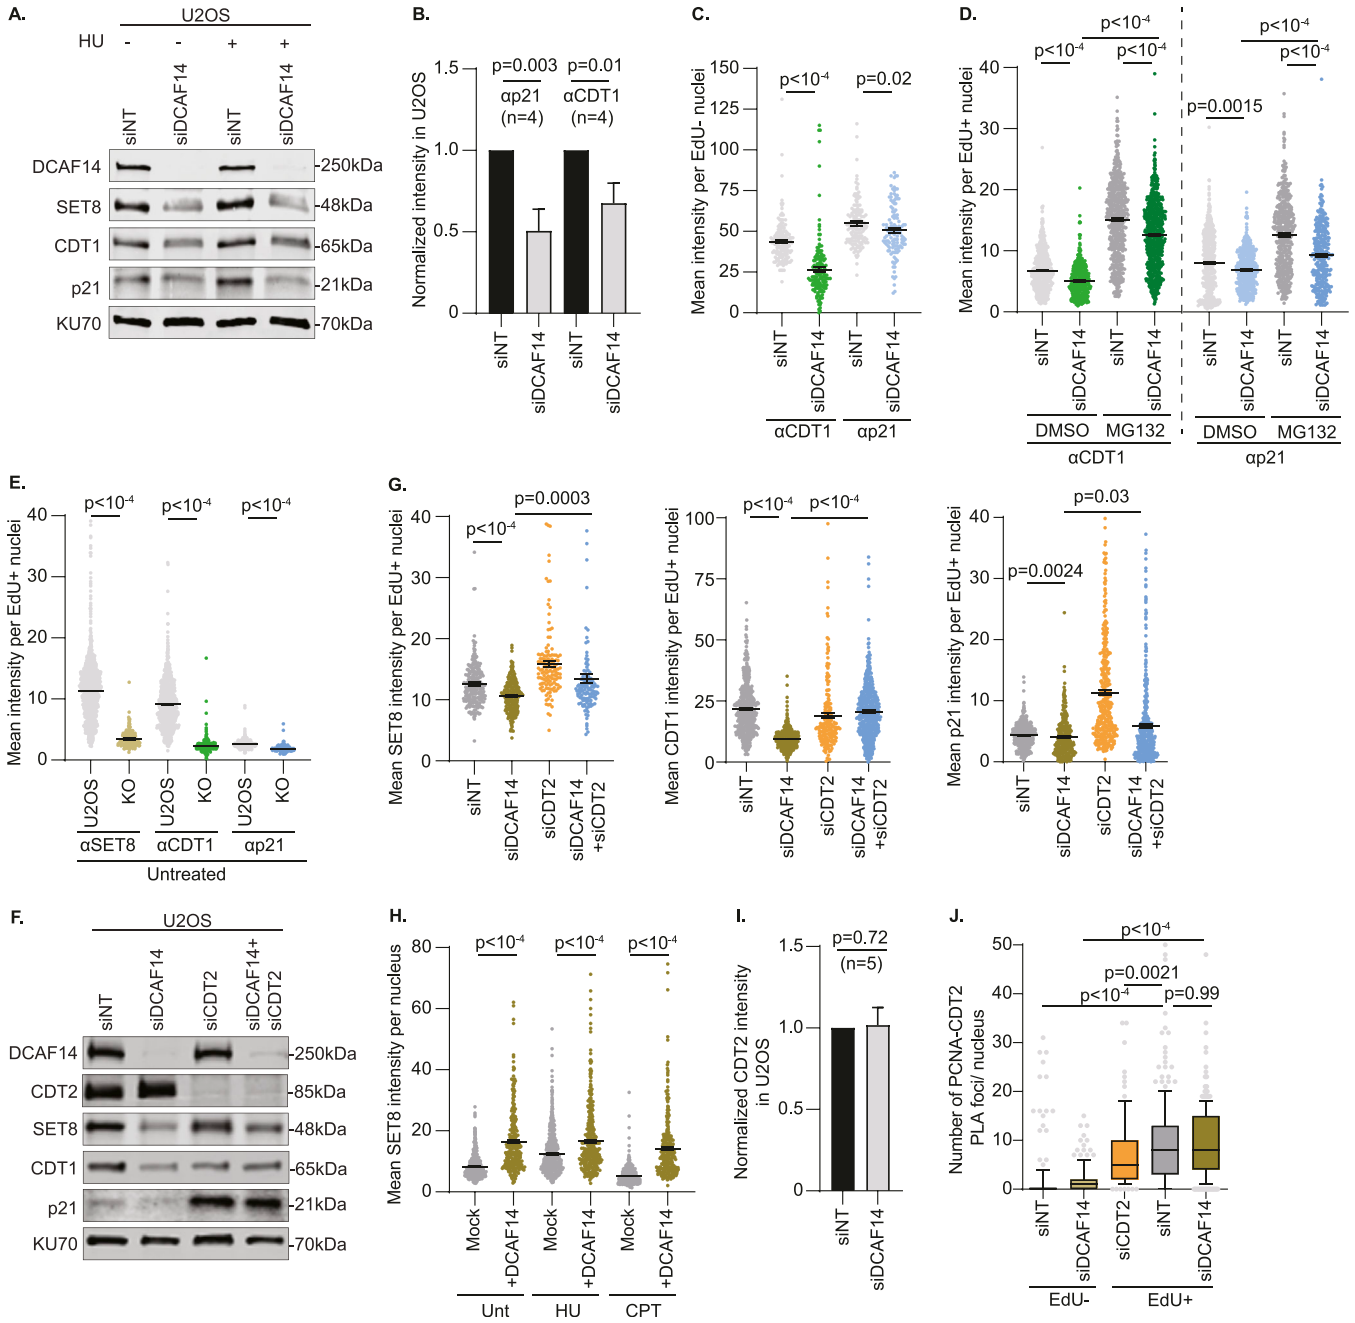 A.
U2OS
HU - - + +
siNT siDCAF14 siNT siDCAF14
DCAF14 -250kDa
SET8 -48kDa
CDT1 -65kDa
p21 -21kDa
KU70 -70kDa
B.
Normalized intensity in U2OS
1.5
1.0
0.5
0
p=0.003 p=0.01
αp21 αCDT1
(n=4) (n=4)
siNT siDCAF14 siNT siDCAF14
C.
Mean intensity per EdU- nuclei
150
125
100
75
50
25
0
p<10-4 p=0.02
siNT siDCAF14 siNT siDCAF14
αCDT1 αp21
D.
Mean intensity per EdU+ nuclei
40
30
20
10
0
p<10-4 p<10-4
p<10-4 p<10-4 p<10-4
p=0.0015
siNT siDCAF14 siNT siDCAF14 siNT siDCAF14 siNT siDCAF14
DMSO MG132 DMSO MG132
αCDT1 αp21
E.
Mean intensity per EdU+ nuclei
40
30
20
10
0
p<10-4 p<10-4 p<10-4
U2OS KO U2OS KO U2OS KO
αSET8 αCDT1 αp21
Untreated
G.
Mean SET8 intensity per EdU+ nuclei
40
30
20
10
0
p=0.0003
p<10-4
siNT siDCAF14 siCDT2 siDCAF14 +siCDT2
Mean CDT1 intensity per EdU+ nuclei
100
75
50
25
0
p<10-4 p<10-4
siNT siDCAF14 siCDT2 siDCAF14 +siCDT2
Mean p21 intensity per EdU+ nuclei
40
30
20
10
0
p=0.03
p=0.0024
siNT siDCAF14 siCDT2 siDCAF14 +siCDT2
F.
U2OS
siNT siDCAF14 siCDT2 siDCAF14+ siCDT2
DCAF14 -250kDa
CDT2 -85kDa
SET8 -48kDa
CDT1 -65kDa
p21 -21kDa
KU70 -70kDa
H.
Mean SET8 intensity per nucleus
80
60
40
20
0
p<10-4 p<10-4 p<10-4
Mock +DCAF14 Mock +DCAF14 Mock +DCAF14
Unt HU CPT
I.
Normalized CDT2 intensity
in U2OS
1.5
1.0
0.5
0
p=0.72
(n=5)
siNT siDCAF14
J.
Number of PCNA-CDT2
PLA foci/ nucleus
50
40
30
20
10
0
p<10-4
p=0.0021
p<10-4 p=0.99
siNT siDCAF14 siCDT2 siNT siDCAF14
EdU- EdU+